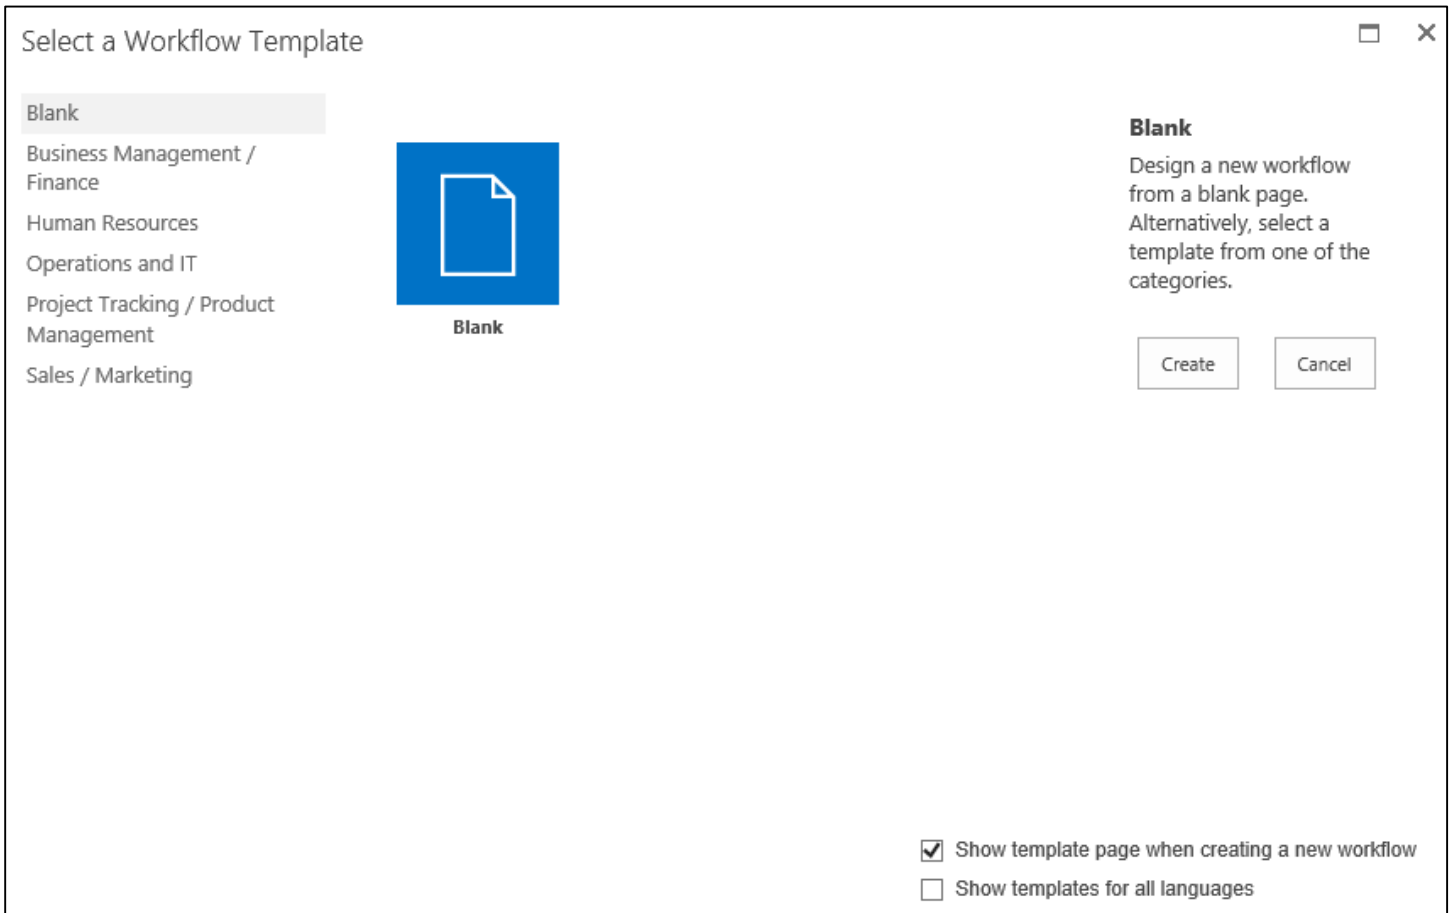 Select a Workflow Template
Blank
Business Management /
Finance
Human Resources
Operations and IT
Project Tracking / Product
Management
Sales / Marketing
Blank
Blank
Design a new workflow
from a blank page.
Alternatively, select a
template from one of the
categories.
Create
Cancel
Show template page when creating a new workflow
Show templates for all languages